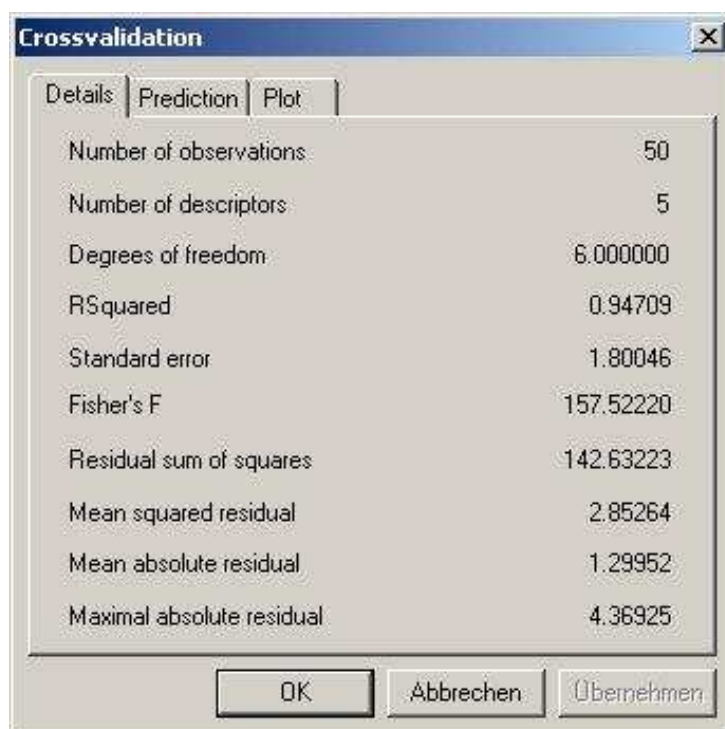 Crossvalidation
Details Prediction Plot
Number of observations 50
Number of descriptors 5
Degrees of freedom 6.000000
RSquared 0.94709
Standard error 1.80046
Fisher's F 157.52220
Residual sum of squares 142.63223
Mean squared residual 2.85264
Mean absolute residual 1.29952
Maximal absolute residual 4.36925
OK Abbrechen Übernehmen